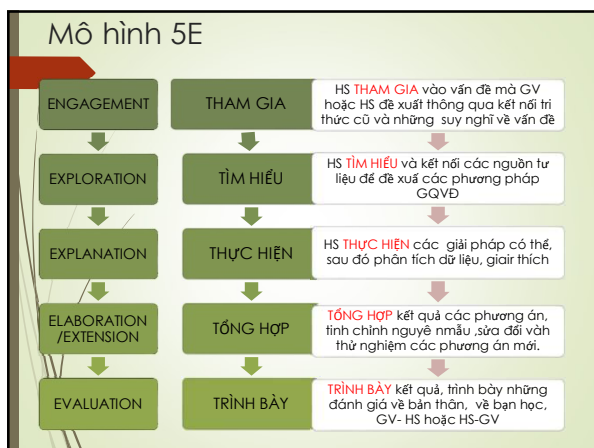 Mô hình 5E
ENGAGEMENT
THAM GIA
HS THAM GIA vào vấn đề mà GV
hoặc HS đề xuất thông qua kết nối tri
thức cũ và những suy nghĩ về vấn đề
EXPLORATION
TÌM HIỂU
HS TÌM HIỂU và kết nối các nguồn tư
liệu để đề xuấ các phương pháp
GQVĐ
EXPLANATION
THỰC HIỆN
HS THỰC HIỆN các giải pháp có thể,
sau đó phân tích dữ liệu, giair thích
ELABORATION
/EXTENSION
TỔNG HỢP
TỔNG HỢP kết quả các phương án,
tinh chỉnh nguyê nmẫu ,sửa đổi vàh
thử nghiệm các phương án mới.
EVALUATION
TRÌNH BÀY
TRÌNH BÀY kết quả, trình bày những
đánh giá về bản thân, về bạn học,
GV- HS hoặc HS-GV